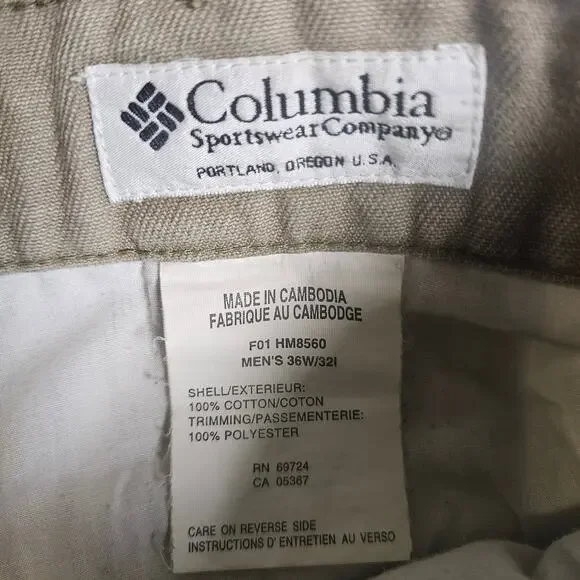 Columbia
Sportswear Company®
PORTLAND, OREGON U.S.A.
MADE IN CAMBODIA
FABRIQUE AU CAMBODGE
F01 HM8560
MEN'S 36W/32I
SHELL/EXTERIEUR:
100% COTTON/COTON
TRIMMING/PASSEMENTERIE:
100% POLYESTER
RN 69724
CA 05367
CARE ON REVERSE SIDE
INSTRUCTIONS D' ENTRETIEN AU VERSO